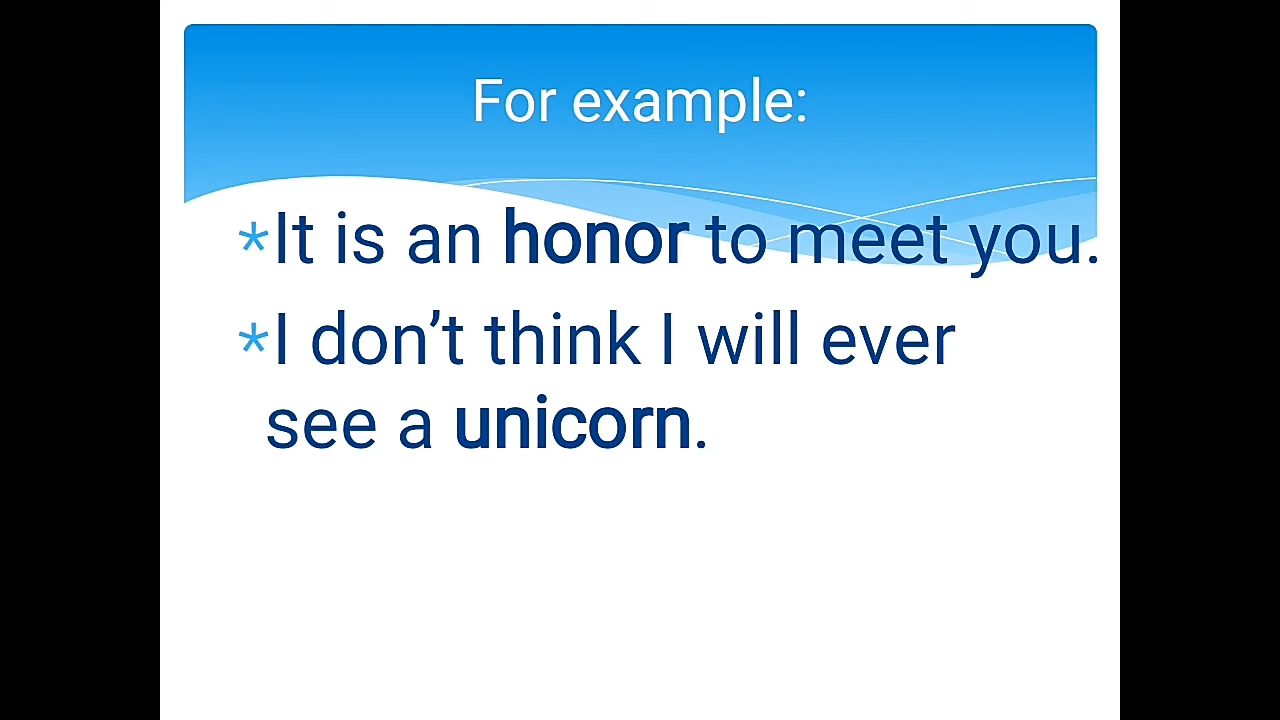 For example:
*It is an honor to meet you.
*I don’t think I will ever
see a unicorn.